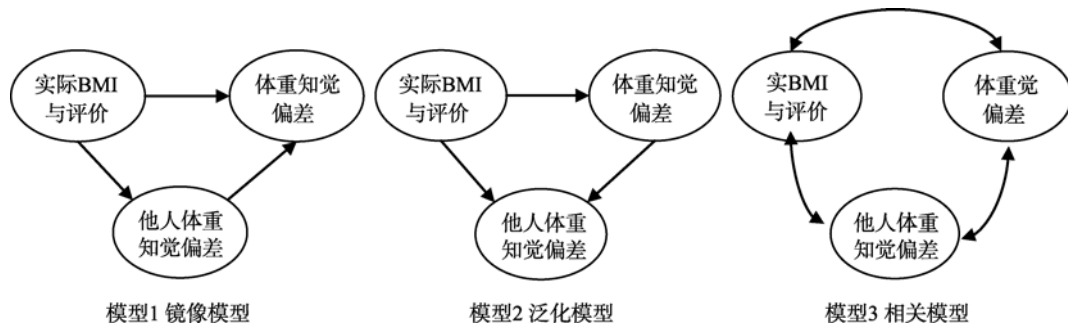 实际BMI
与评价
体重知觉
偏差
他人体重
知觉偏差
模型1 镜像模型
实际BMI
与评价
体重知觉
偏差
他人体重
知觉偏差
模型2 泛化模型
实BMI
与评价
体重觉
偏差
他人体重
知觉偏差
模型3 相关模型